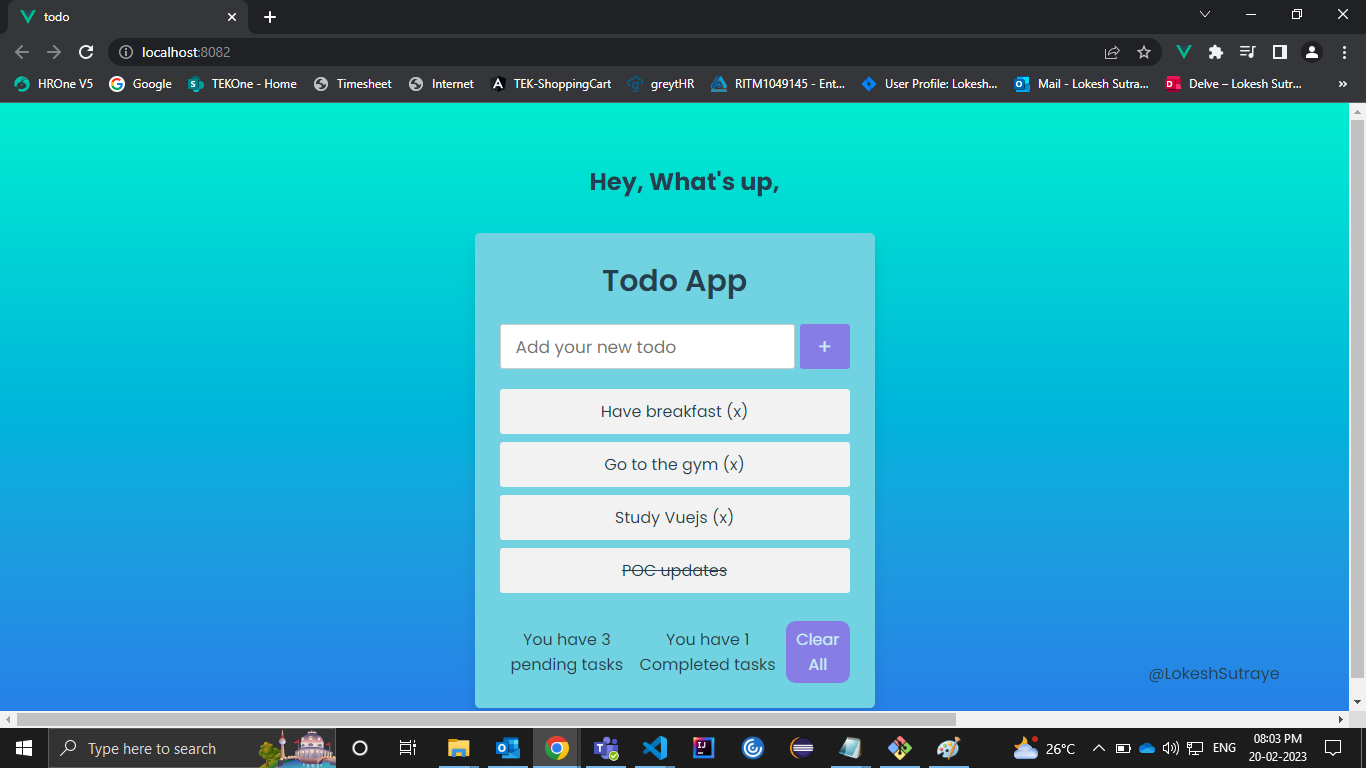 todo
localhost:8082
HROne V5 Google TEKOne - Home Timesheet Internet TEK-ShoppingCart greytHR RITM1049145 - Ent... User Profile: Lokesh... Mail - Lokesh Sutra... Delve – Lokesh Sutr... »
Hey, What's up,
Todo App
Add your new todo +
Have breakfast (x)
Go to the gym (x)
Study Vuejs (x)
POC updates
You have 3
pending tasks
You have 1
Completed tasks
Clear
All
@LokeshSutraye
Type here to search
26°C
ENG
08:03 PM
20-02-2023